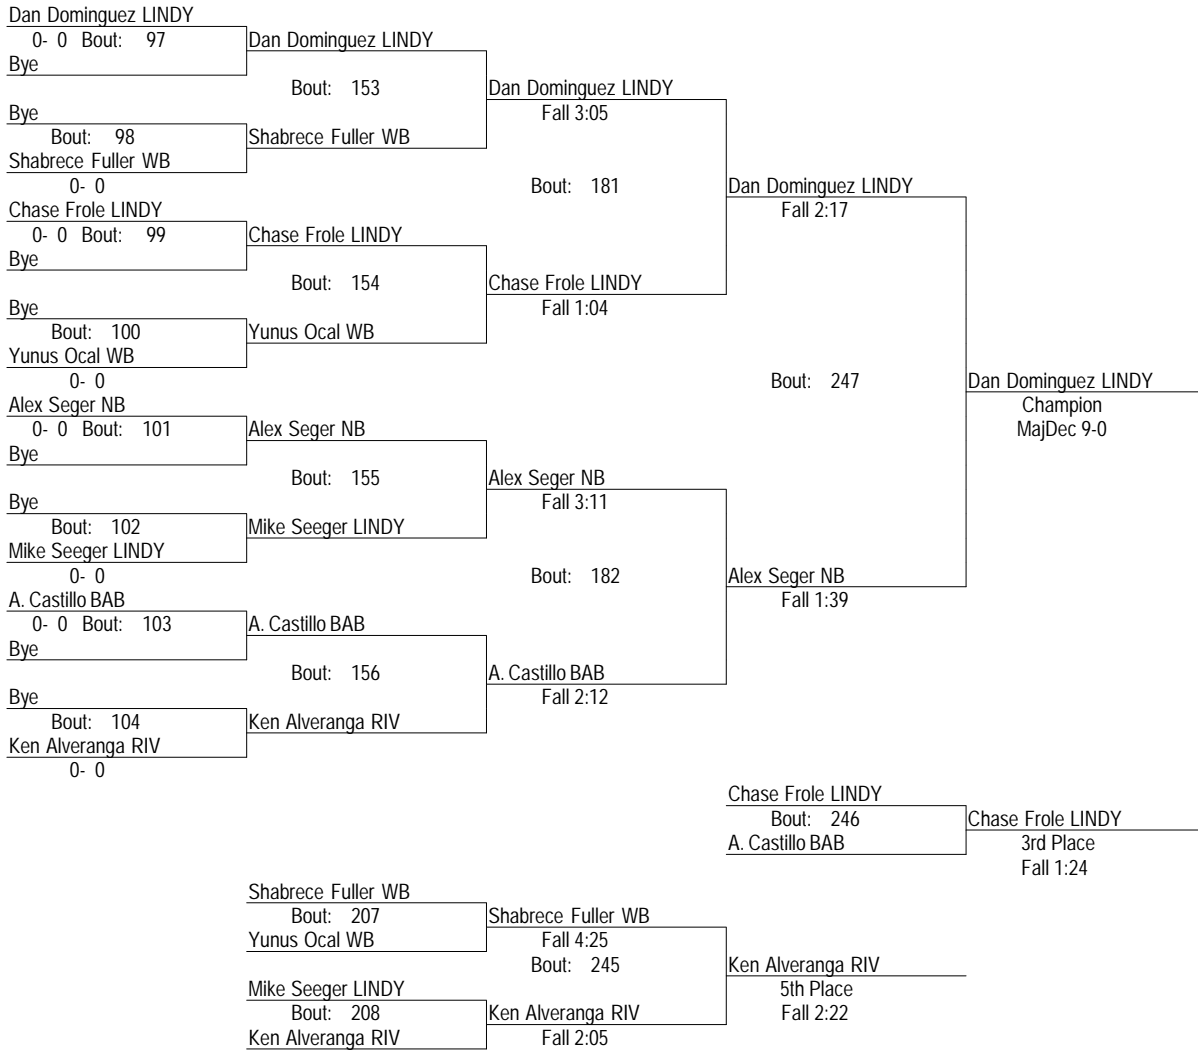 Dan Dominguez LINDY
0- 0 Bout: 97
Bye
Bye
Bout: 98
Shabrece Fuller WB
0- 0
Chase Frole LINDY
0- 0 Bout: 99
Bye
Bye
Bout: 100
Yunus Ocal WB
0- 0
Alex Seger NB
0- 0 Bout: 101
Bye
Bye
Bout: 102
Mike Seeger LINDY
0- 0
A. Castillo BAB
0- 0 Bout: 103
Bye
Bye
Bout: 104
Ken Alveranga RIV
0- 0
Dan Dominguez LINDY
Bout: 153
Shabrece Fuller WB
Chase Frole LINDY
Bout: 154
Yunus Ocal WB
Alex Seger NB
Bout: 155
Mike Seeger LINDY
A. Castillo BAB
Bout: 156
Ken Alveranga RIV
Dan Dominguez LINDY
Fall 3:05
Bout: 181
Chase Frole LINDY
Fall 1:04
Alex Seger NB
Fall 3:11
Bout: 182
A. Castillo BAB
Fall 2:12
Dan Dominguez LINDY
Fall 2:17
Bout: 247
Alex Seger NB
Fall 1:39
Dan Dominguez LINDY
Champion
MajDec 9-0
Chase Frole LINDY
Bout: 246
A. Castillo BAB
Chase Frole LINDY
3rd Place
Fall 1:24
Shabrece Fuller WB
Bout: 207
Yunus Ocal WB
Mike Seeger LINDY
Bout: 208
Ken Alveranga RIV
Shabrece Fuller WB
Fall 4:25
Bout: 245
Ken Alveranga RIV
Fall 2:05
Ken Alveranga RIV
5th Place
Fall 2:22